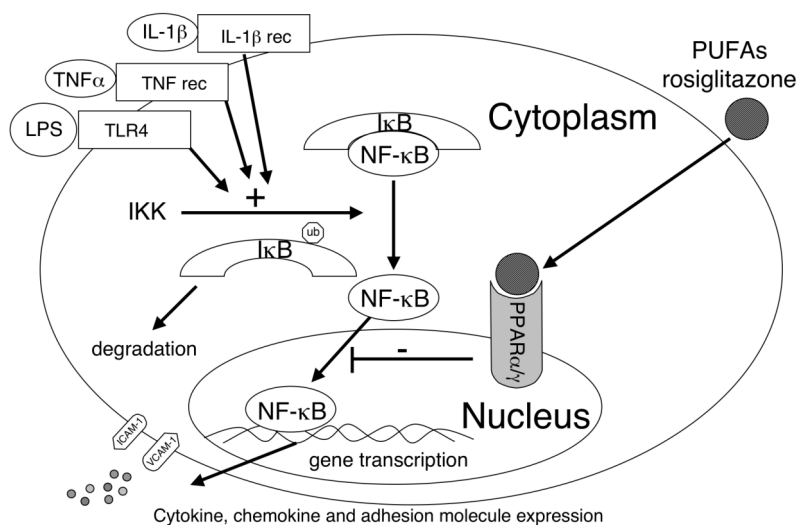 IL-1β
IL-1β rec
TNFα
TNF rec
LPS
TLR4
PUFAs
rosiglitazone
Cytoplasm
IκB
NF-κB
+
IKK
ub
IκB
NF-κB
degradation
PPARα/γ
-
NF-κB
Nucleus
gene transcription
ICAM-1
VCAM-1
Cytokine, chemokine and adhesion molecule expression